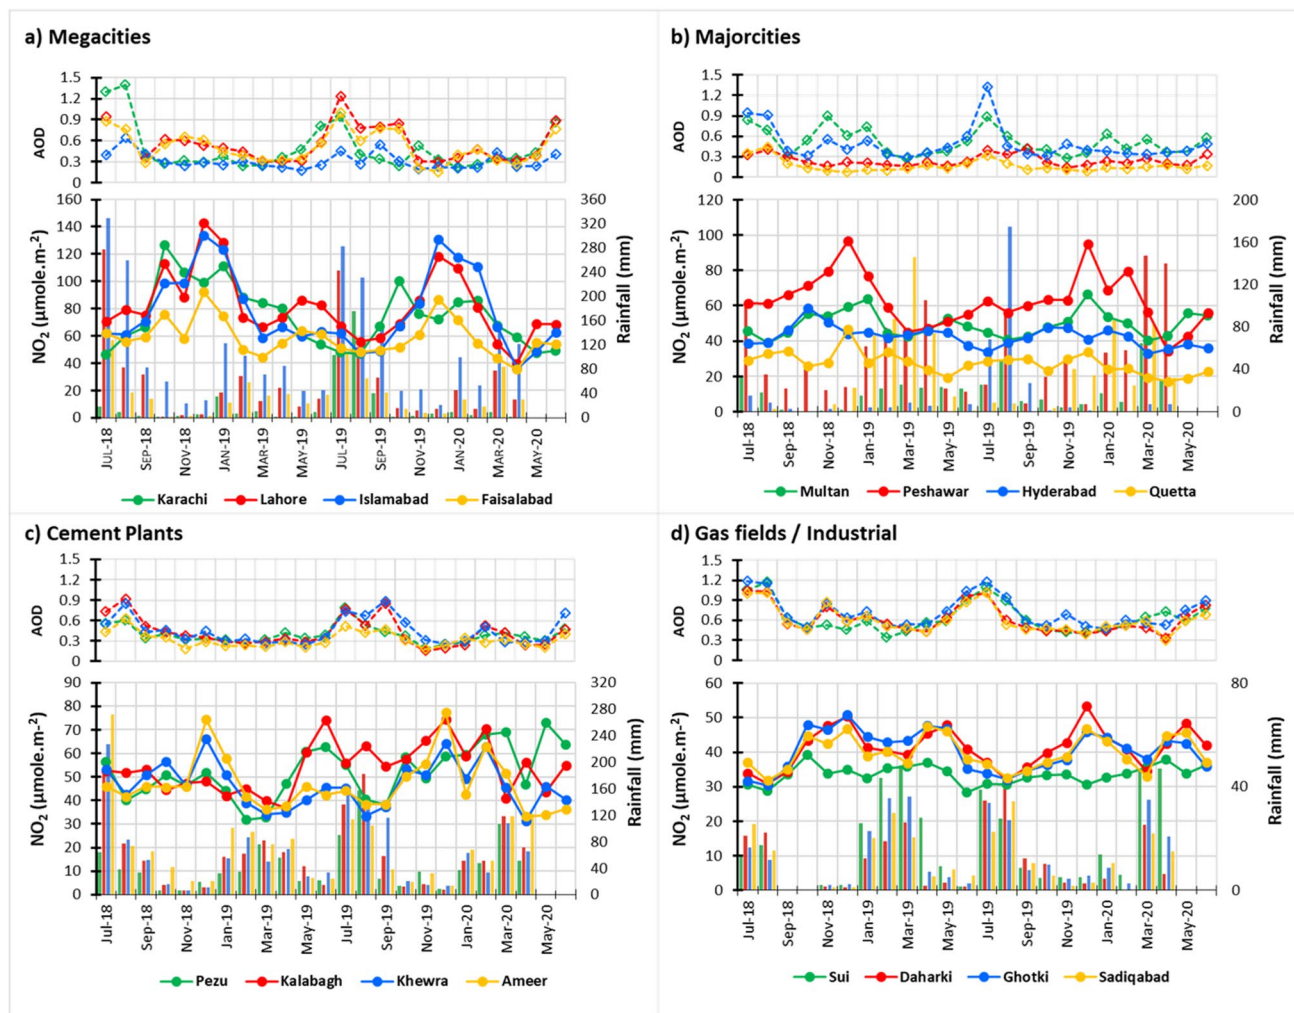 a) Megacities
1.5
1.2
0.9
0.6
0.3
0
AOD
160
140
120
100
80
60
40
20
0
NO2 (μmole.m-2)
360
320
280
240
200
160
120
80
40
0
Rainfall (mm)
Jul-18
Sep-18
Nov-18
Jan-19
Mar-19
May-19
Jul-19
Sep-19
Nov-19
Jan-20
Mar-20
May-20
Karachi Lahore Islamabad Faisalabad
b) Majorcities
1.5
1.2
0.9
0.6
0.3
0
AOD
120
100
80
60
40
20
0
NO2 (μmole.m-2)
200
160
120
80
40
0
Rainfall (mm)
Jul-18
Sep-18
Nov-18
Jan-19
Mar-19
May-19
Jul-19
Sep-19
Nov-19
Jan-20
Mar-20
May-20
Multan Peshawar Hyderabad Quetta
c) Cement Plants
1.5
1.2
0.9
0.6
0.3
0
AOD
90
80
70
60
50
40
30
20
10
0
NO2 (μmole.m-2)
320
280
240
200
160
120
80
40
0
Rainfall (mm)
Jul-18
Sep-18
Nov-18
Jan-19
Mar-19
May-19
Jul-19
Sep-19
Nov-19
Jan-20
Mar-20
May-20
Pezu Kalabagh Khewra Ameer
d) Gas fields / Industrial
1.5
1.2
0.9
0.6
0.3
0
AOD
60
50
40
30
20
10
0
NO2 (μmole.m-2)
80
40
0
Rainfall (mm)
Jul-18
Sep-18
Nov-18
Jan-19
Mar-19
May-19
Jul-19
Sep-19
Nov-19
Jan-20
Mar-20
May-20
Sui Daharki Ghotki Sadiqabad